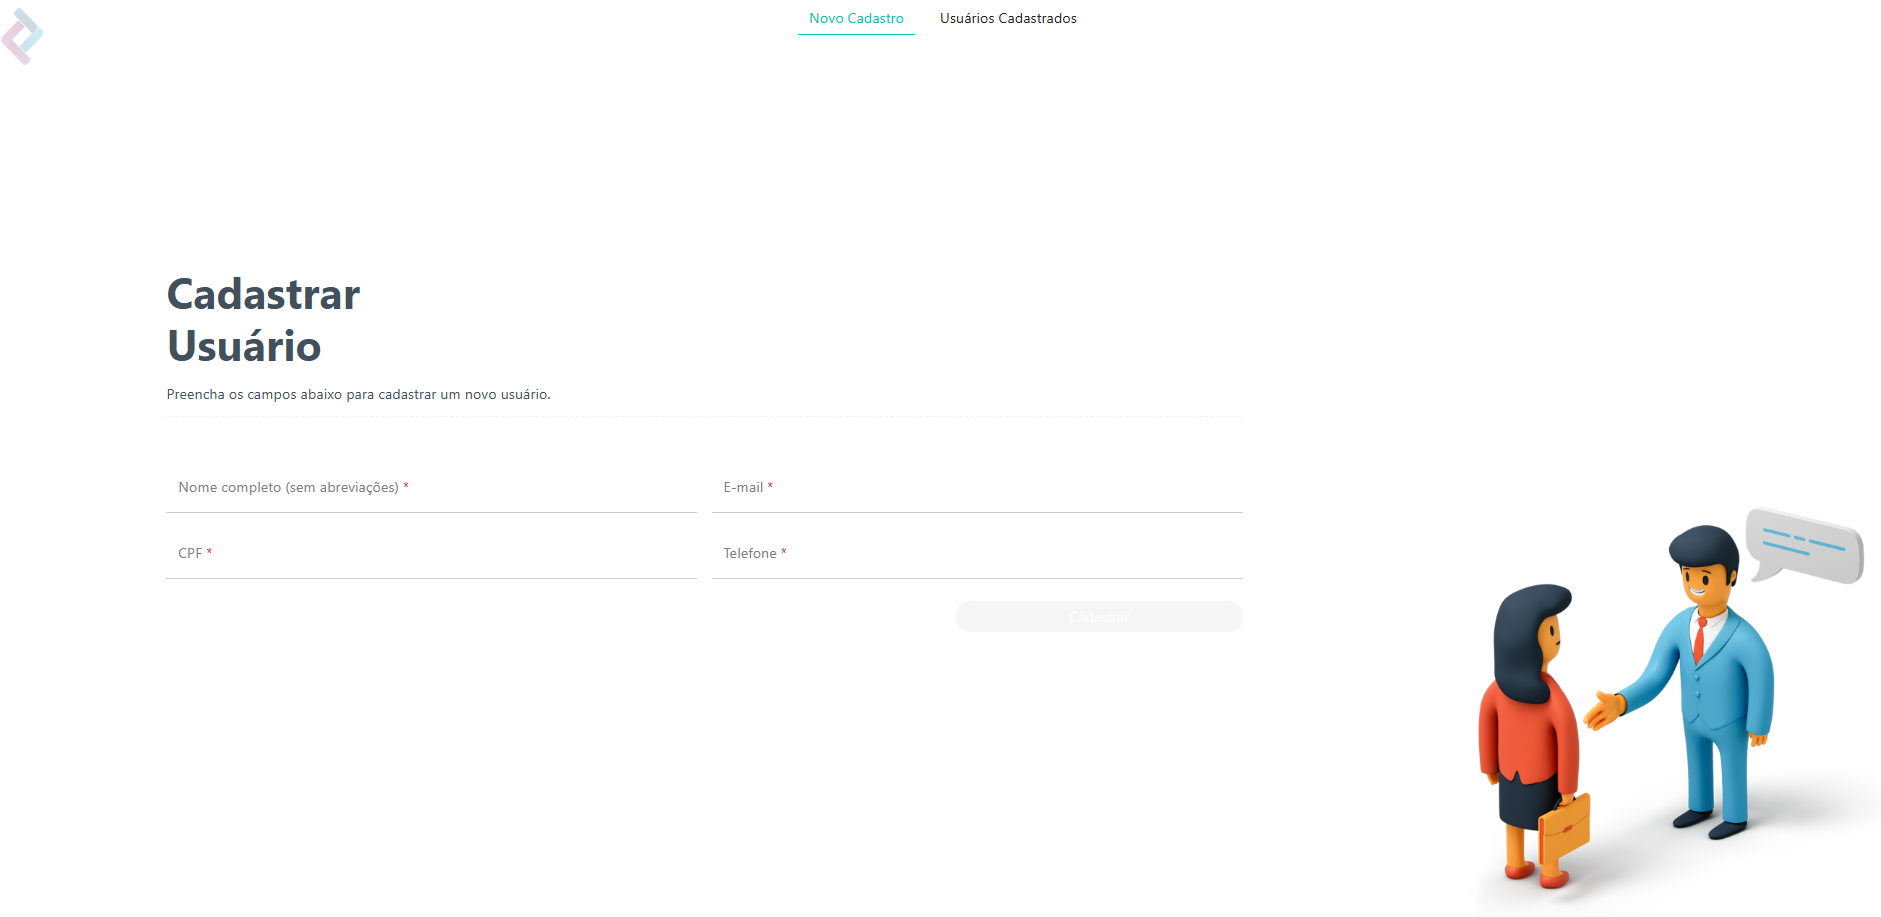 Novo Cadastro
Usuários Cadastrados
Cadastrar
Usuário
Preencha os campos abaixo para cadastrar um novo usuário.
Nome completo (sem abreviações) *
E-mail *
CPF *
Telefone *
Cadastrar